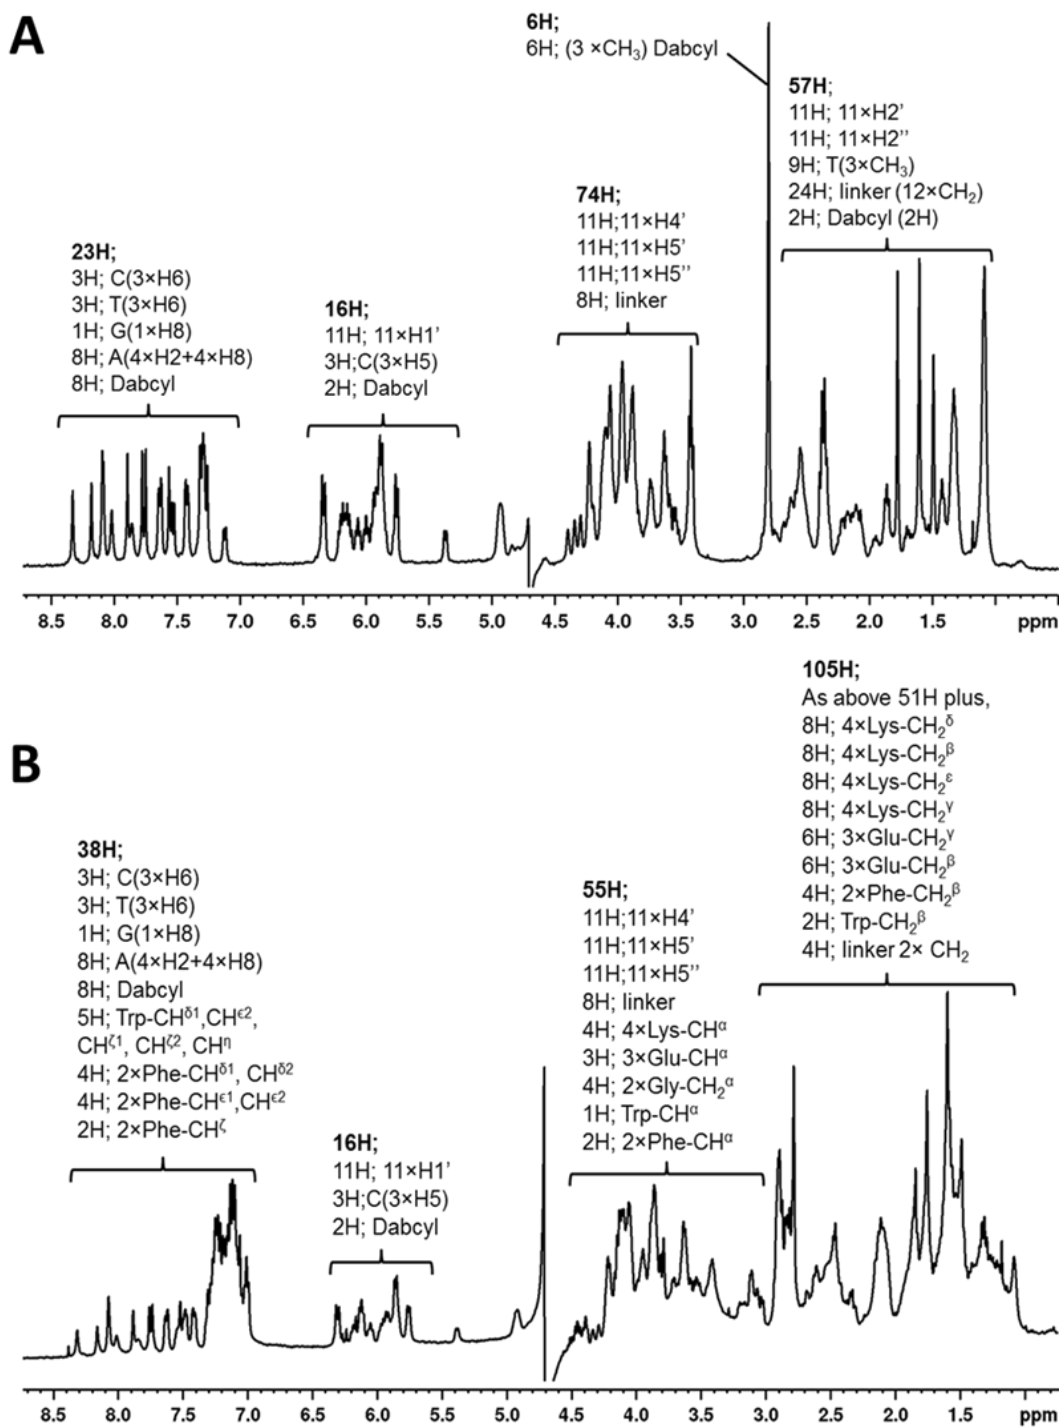 A
6H;
6H; (3 ×CH₃) Dabcyl
57H;
11H; 11×H2'
11H; 11×H2''
9H; T(3×CH₃)
24H; linker (12×CH₂)
2H; Dabcyl (2H)
74H;
11H;11×H4'
11H;11×H5'
11H;11×H5''
8H; linker
23H;
3H; C(3×H6)
3H; T(3×H6)
1H; G(1×H8)
8H; A(4×H2+4×H8)
8H; Dabcyl
16H;
11H; 11×H1'
3H;C(3×H5)
2H; Dabcyl
8.5 8.0 7.5 7.0 6.5 6.0 5.5 5.0 4.5 4.0 3.5 3.0 2.5 2.0 1.5 ppm
B
105H;
As above 51H plus,
8H; 4×Lys-CH₂ᵟ
8H; 4×Lys-CH₂ᵝ
8H; 4×Lys-CH₂ᵋ
8H; 4×Lys-CH₂ᵞ
6H; 3×Glu-CH₂ᵞ
6H; 3×Glu-CH₂ᵝ
4H; 2×Phe-CH₂ᵝ
2H; Trp-CH₂ᵝ
4H; linker 2× CH₂
38H;
3H; C(3×H6)
3H; T(3×H6)
1H; G(1×H8)
8H; A(4×H2+4×H8)
8H; Dabcyl
5H; Trp-CHᵟ¹,CHᵋ²,
CHζ¹, CHζ², CHη
4H; 2×Phe-CHᵟ¹, CHᵟ²
4H; 2×Phe-CHᵋ¹,CHᵋ²
2H; 2×Phe-CHζ
55H;
11H;11×H4'
11H;11×H5'
11H;11×H5''
8H; linker
4H; 4×Lys-CHᵅ
3H; 3×Glu-CHᵅ
4H; 2×Gly-CH₂ᵅ
1H; Trp-CHᵅ
2H; 2×Phe-CHᵅ
16H;
11H; 11×H1'
3H;C(3×H5)
2H; Dabcyl
8.5 8.0 7.5 7.0 6.5 6.0 5.5 5.0 4.5 4.0 3.5 3.0 2.5 2.0 1.5 ppm